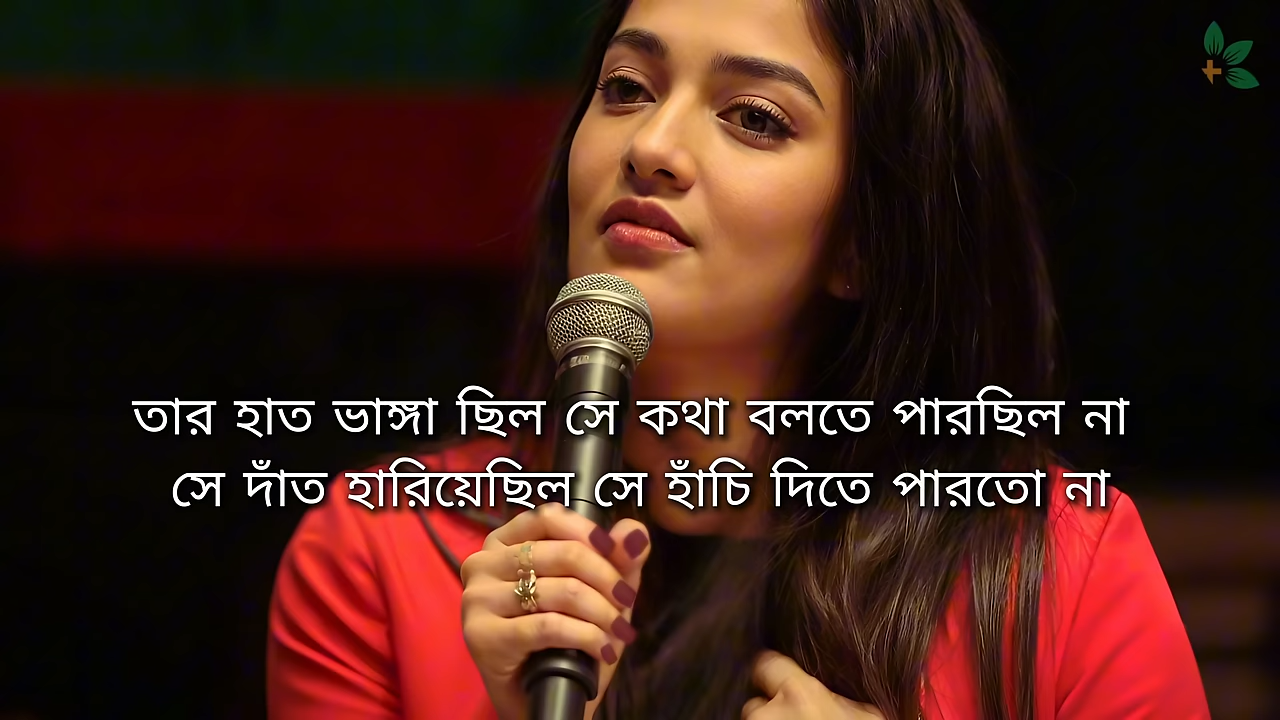 তার হাত ভাঙ্গা ছিল সে কথা বলতে পারছিল না
সে দাঁত হারিয়েছিল সে হাঁচি দিতে পারতো না